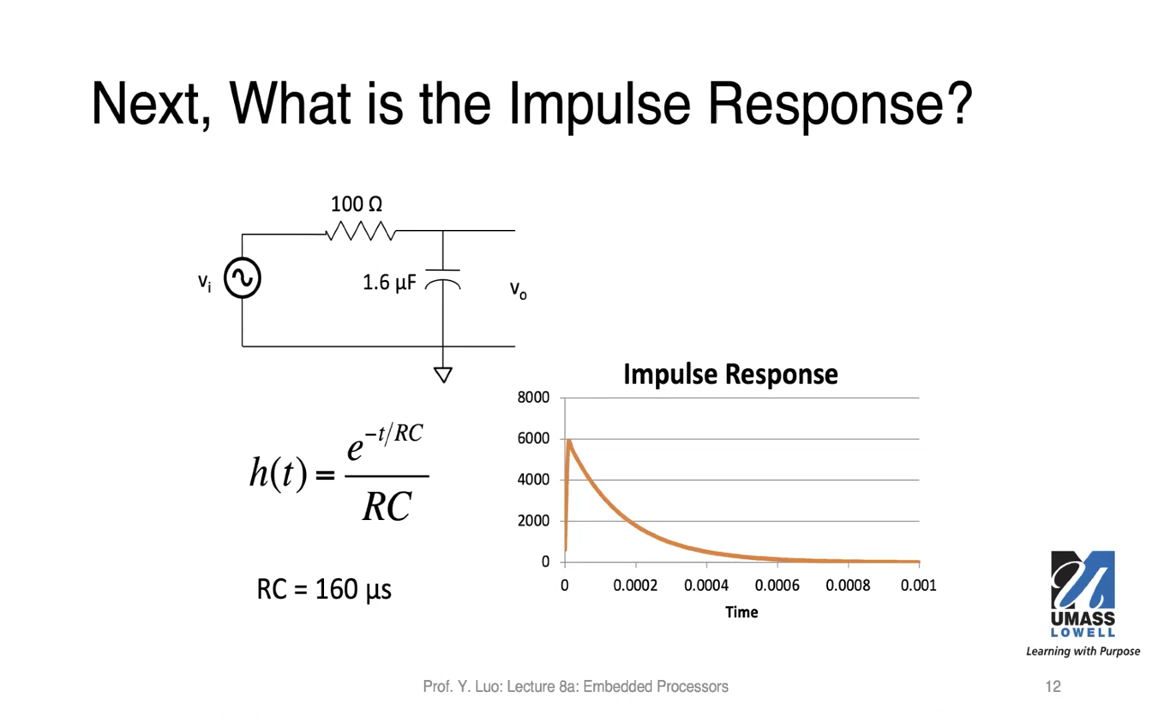 Next, What is the Impulse Response?
100 Ω
vi
1.6 µF
vo
h(t) = e^{-t/RC} / RC
RC = 160 µs
Impulse Response
8000
6000
4000
2000
0
0 0.0002 0.0004 0.0006 0.0008 0.001
Time
UMASS
LOWELL
Learning with Purpose
Prof. Y. Luo: Lecture 8a: Embedded Processors 12